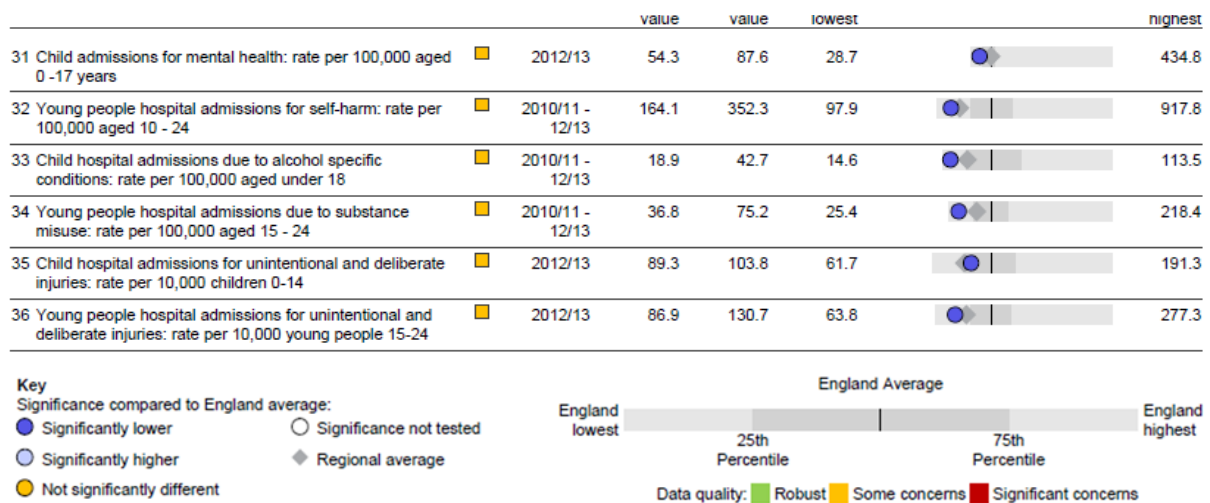 value value lowest highest
31 Child admissions for mental health: rate per 100,000 aged 2012/13 54.3 87.6 28.7 434.8
0 -17 years
32 Young people hospital admissions for self-harm: rate per 2010/11 - 164.1 352.3 97.9 917.8
100,000 aged 10 - 24 12/13
33 Child hospital admissions due to alcohol specific 2010/11 - 18.9 42.7 14.6 113.5
conditions: rate per 100,000 aged under 18 12/13
34 Young people hospital admissions due to substance 2010/11 - 36.8 75.2 25.4 218.4
misuse: rate per 100,000 aged 15 - 24 12/13
35 Child hospital admissions for unintentional and deliberate 2012/13 89.3 103.8 61.7 191.3
injuries: rate per 10,000 children 0-14
36 Young people hospital admissions for unintentional and 2012/13 86.9 130.7 63.8 277.3
deliberate injuries: rate per 10,000 young people 15-24
Key
Significance compared to England average:
Significantly lower Significance not tested
Significantly higher Regional average
Not significantly different
England Average
England lowest
England highest
25th Percentile
75th Percentile
Data quality: Robust Some concerns Significant concerns